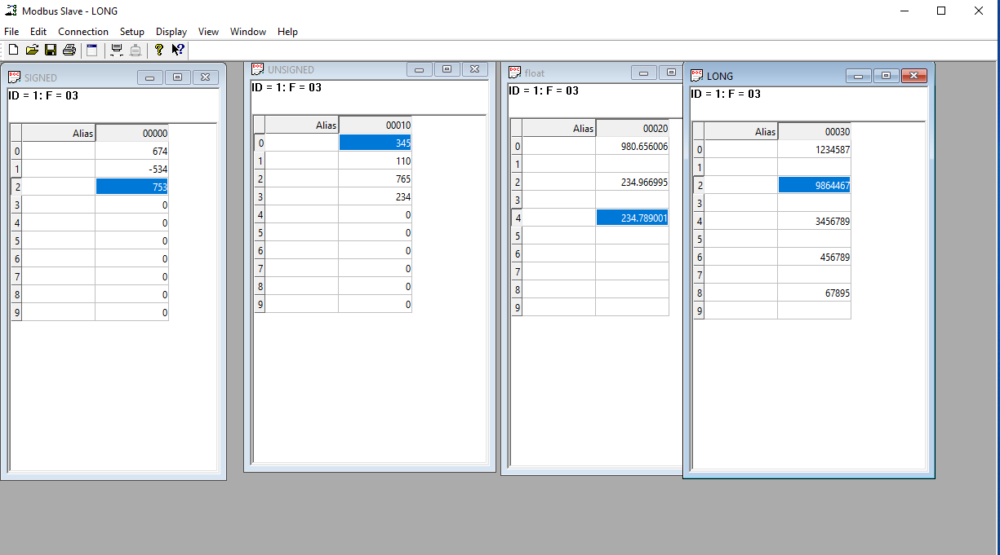 Modbus Slave - LONG
File Edit Connection Setup Display View Window Help
SIGNED
ID = 1: F = 03
Alias 00000
0 674
1 -534
2 753
3 0
4 0
5 0
6 0
7 0
8 0
9 0
UNSIGNED
ID = 1: F = 03
Alias 00010
0 345
1 110
2 765
3 234
4 0
5 0
6 0
7 0
8 0
9 0
float
ID = 1: F = 03
Alias 00020
0 980.656006
1
2 234.966995
3
4 234.789001
5
6
7
8
9
LONG
ID = 1: F = 03
Alias 00030
0 1234587
1
2 9864467
3
4 3456789
5
6 456789
7
8 67895
9